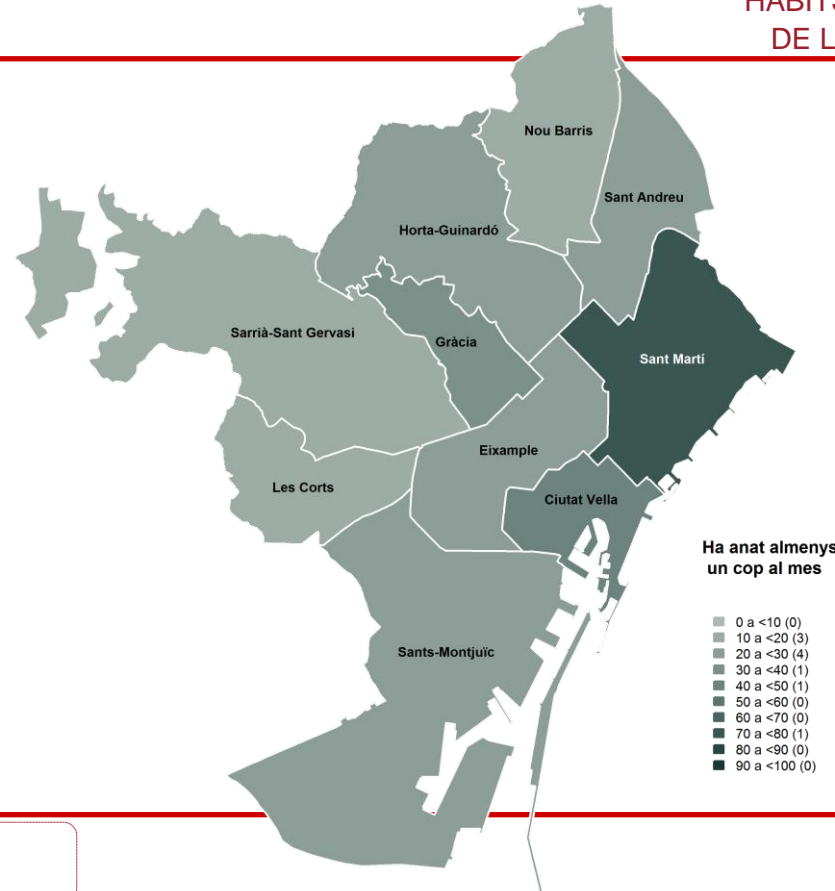 DE L
Nou Barris
Sant Andreu
Horta-Guinardó
Sarrià-Sant Gervasi
Gràcia
Sant Martí
Eixample
Les Corts
Ciutat Vella
Ha anat almenys
un cop al mes
0 a <10 (0)
10 a <20 (3)
20 a <30 (4)
30 a <40 (1)
40 a <50 (1)
50 a <60 (0)
60 a <70 (0)
70 a <80 (1)
80 a <90 (0)
90 a <100 (0)
Sants-Montjuïc